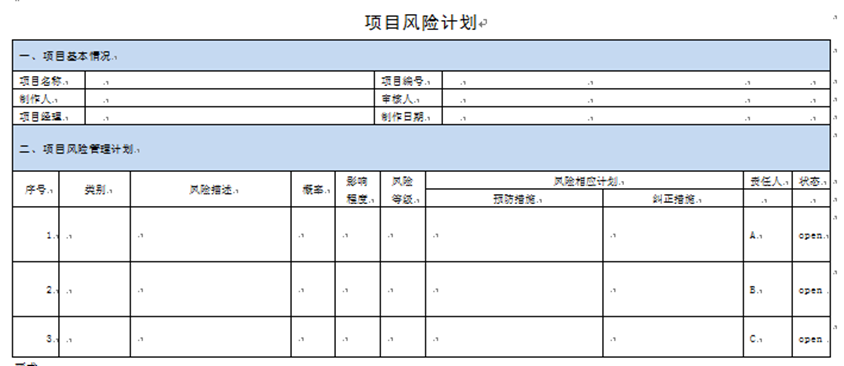 项目风险计划
一、项目基本情况
项目名称 项目编号
制作人 审核人
项目经理 制作日期
二、项目风险管理计划
序号 类别 风险描述 概率 影响程度 风险等级 风险相应计划 责任人 状态
预防措施 纠正措施
1. A. open
2. B. open
3. C. open